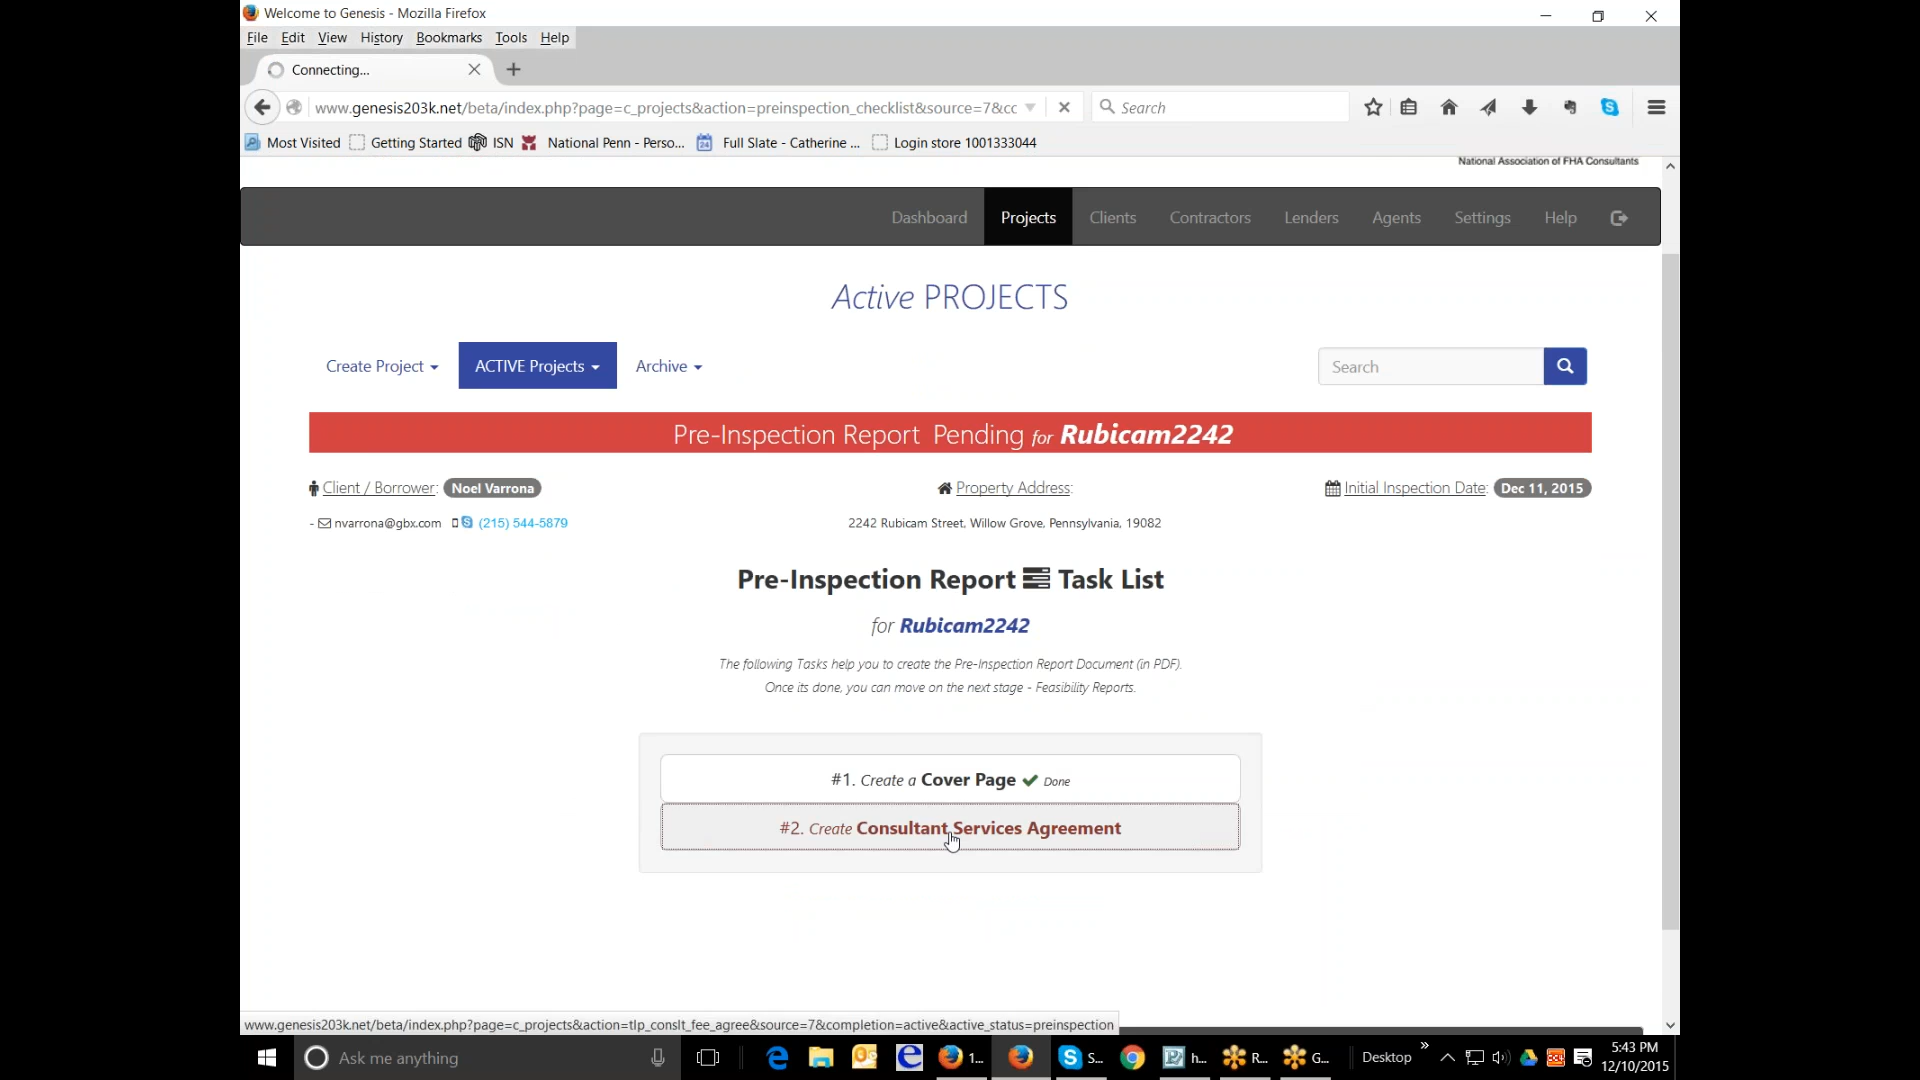 Welcome to Genesis - Mozilla Firefox
File Edit View History Bookmarks Tools Help
Connecting...
www.genesis203k.net/beta/index.php?page=c_projects&action=preinspection_checklist&source=7&cc
Search
Most Visited Getting Started ISN National Penn - Perso... Full Slate - Catherine ... Login store 1001333044
National Association of FHA Consultants
Dashboard Projects Clients Contractors Lenders Agents Settings Help
Active PROJECTS
Create Project ACTIVE Projects Archive Search
Pre-Inspection Report Pending for Rubicam2242
Client / Borrower: Noel Varrona Property Address: Initial Inspection Date: Dec 11, 2015
- nvarrona@gbx.com (215) 544-5879 2242 Rubicam Street, Willow Grove, Pennsylvania, 19082
Pre-Inspection Report Task List
for Rubicam2242
The following Tasks help you to create the Pre-Inspection Report Document (in PDF).
Once its done, you can move on the next stage - Feasibility Reports.
#1. Create a Cover Page Done
#2. Create Consultant Services Agreement
www.genesis203k.net/beta/index.php?page=c_projects&action=tlp_conslt_fee_agree&source=7&completion=active&active_status=preinspection
Ask me anything 1... S... h... R... G... Desktop 5:43 PM
12/10/2015